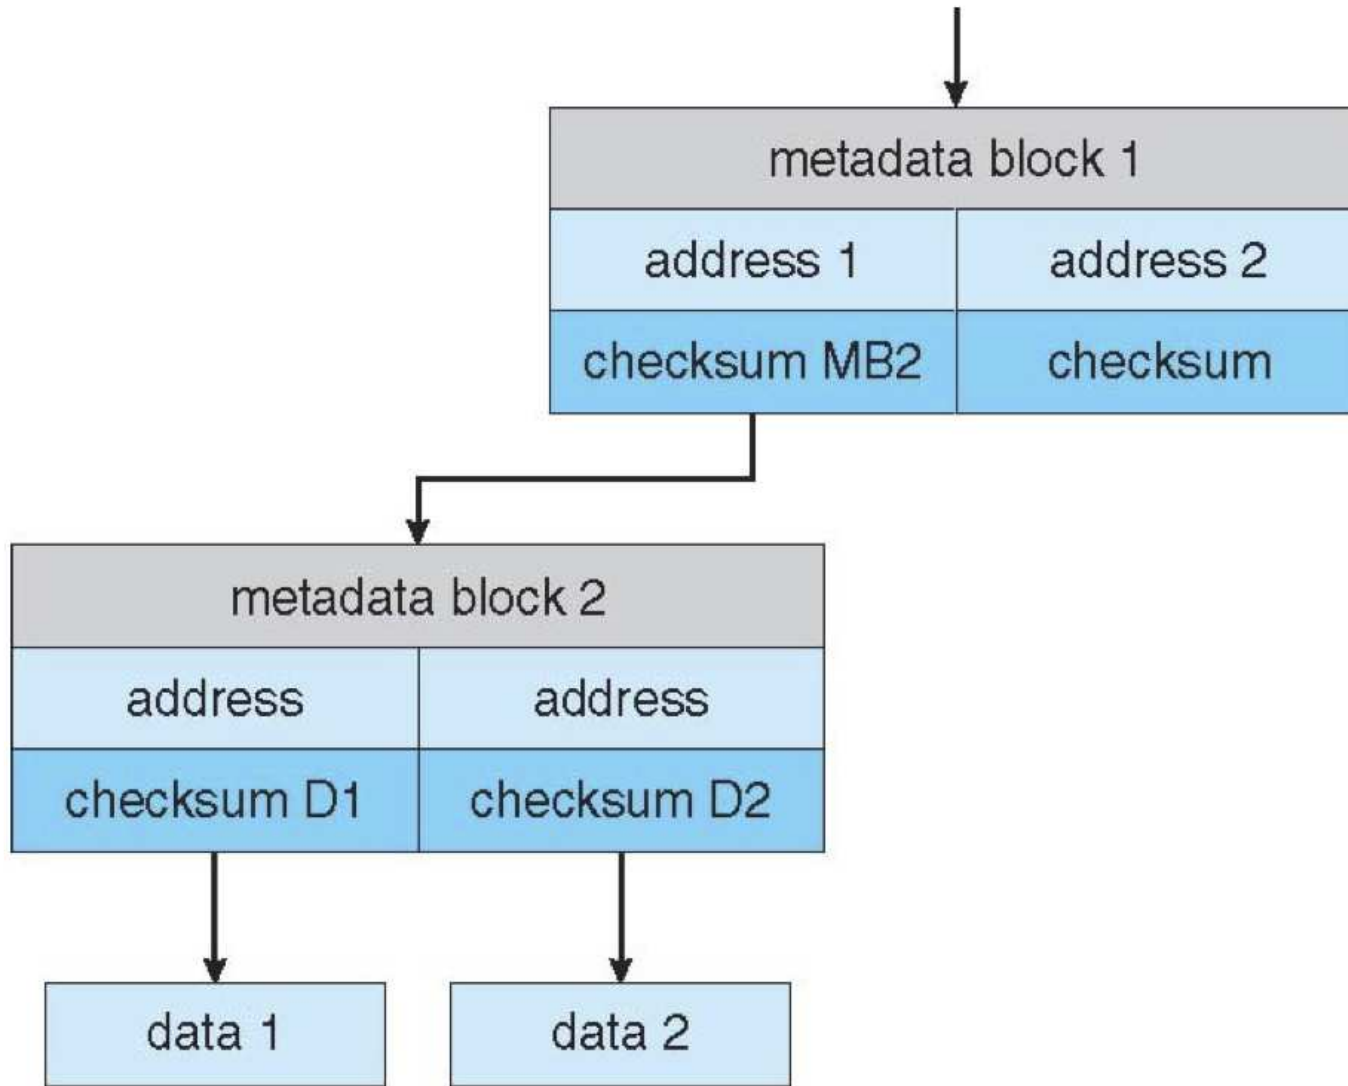 metadata block 1
address 1 address 2
checksum MB2 checksum
metadata block 2
address address
checksum D1 checksum D2
data 1 data 2